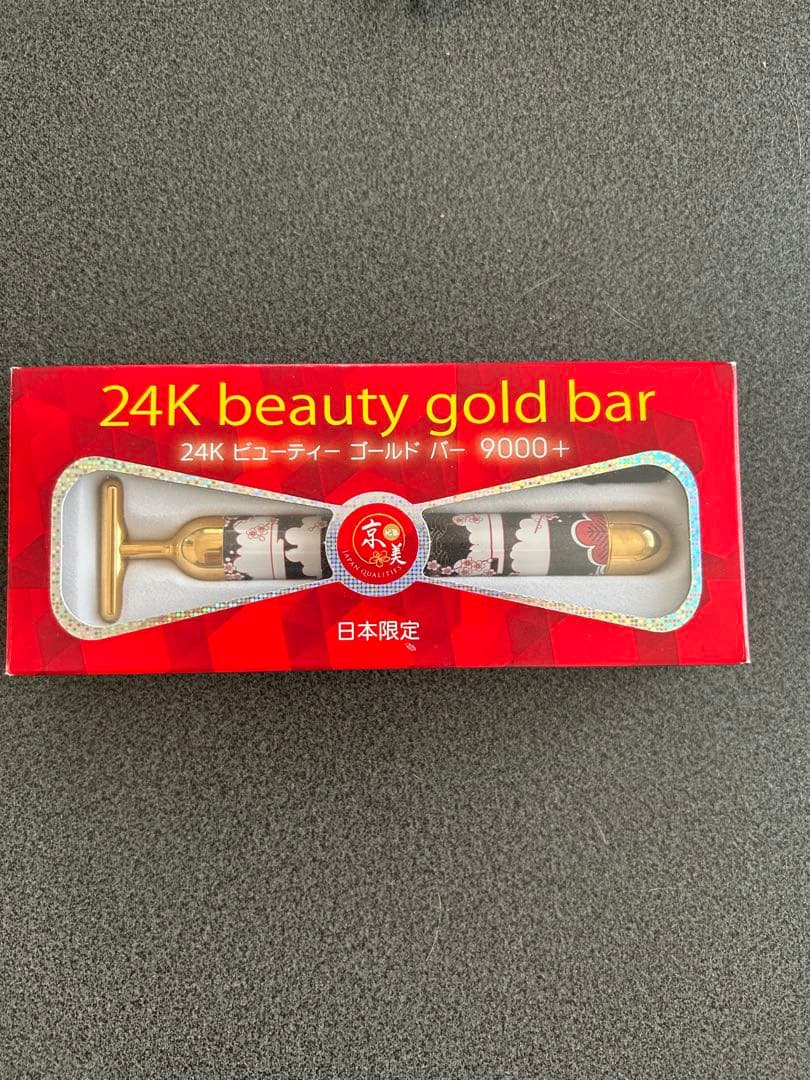 24K beauty gold bar
24K ビューティー ゴールド バー 9000+
京
美
JAPAN QUALITIES
日本限定